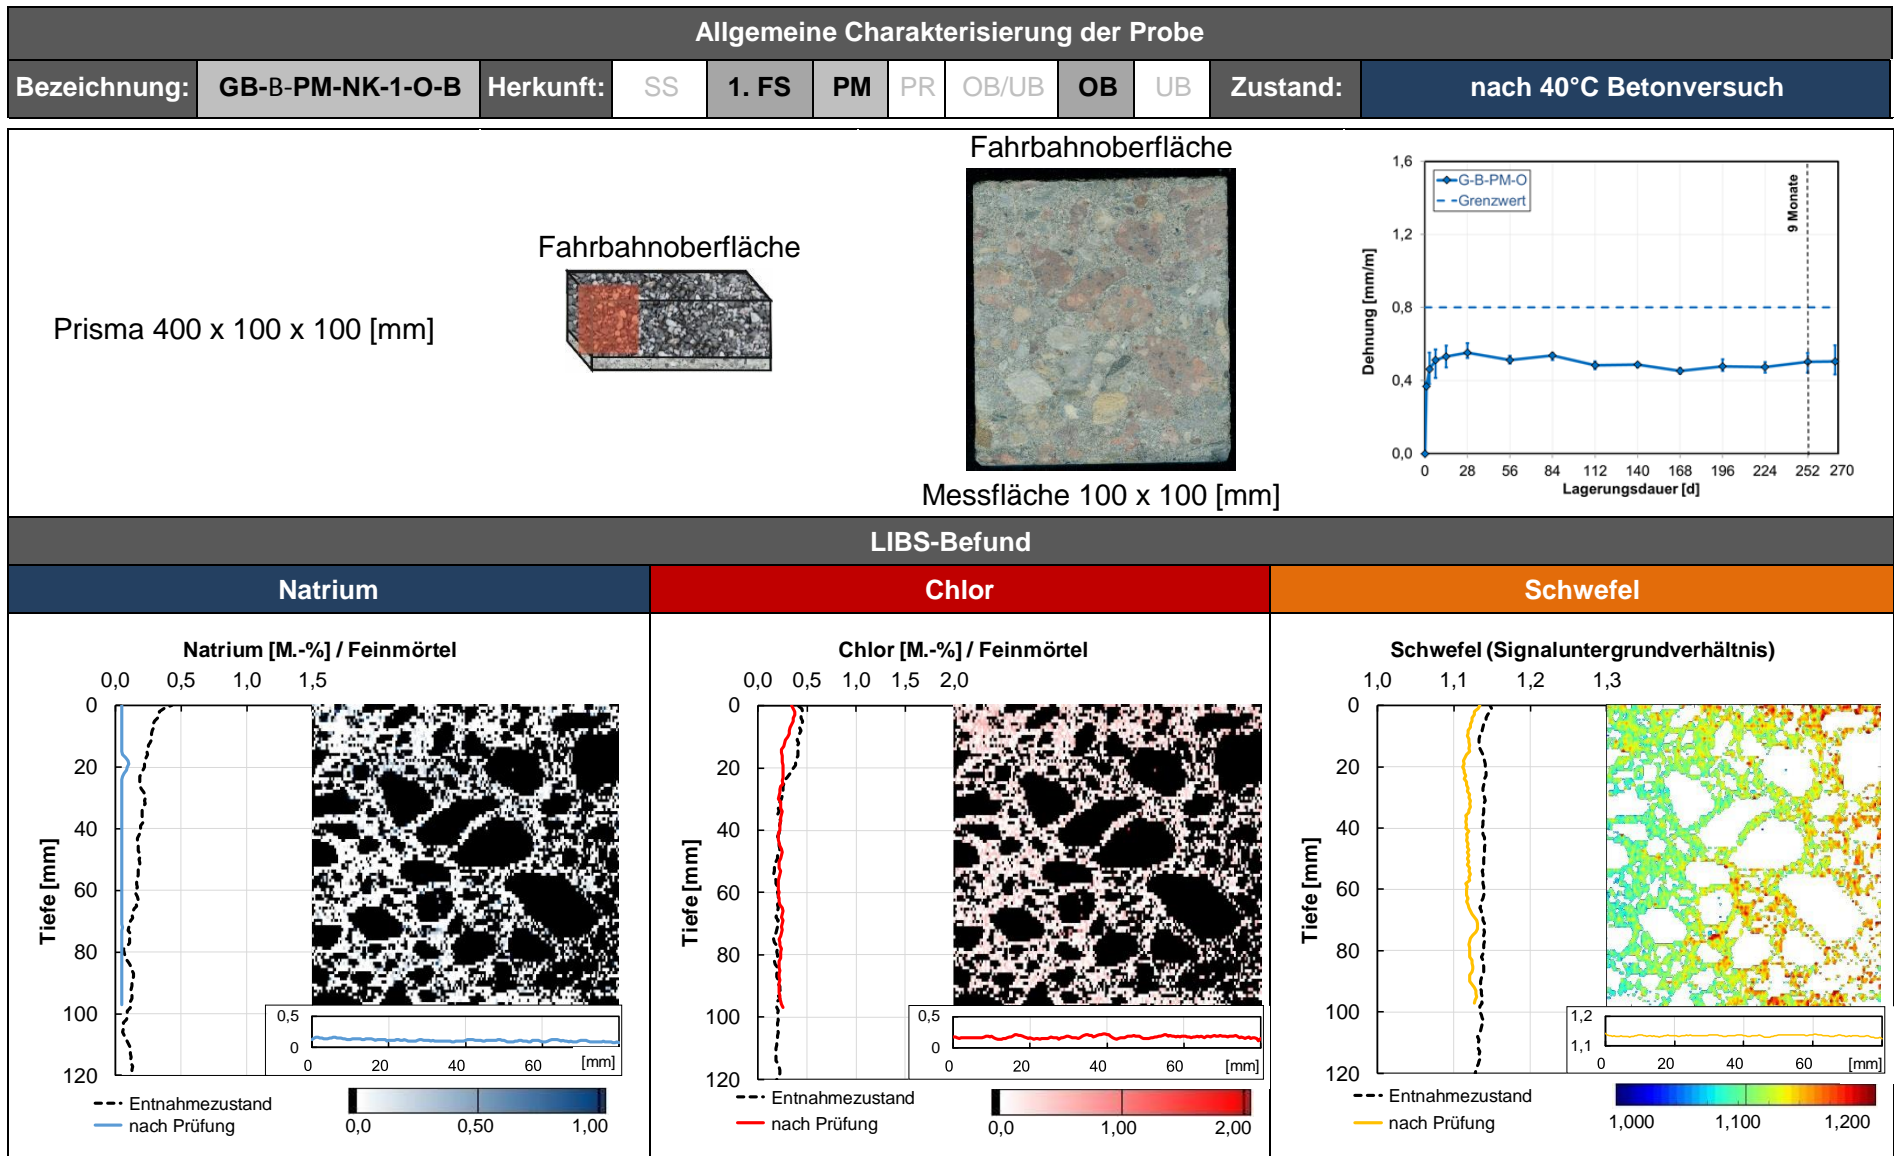 Allgemeine Charakterisierung der Probe
Bezeichnung: GB-B-PM-NK-1-O-B Herkunft: SS 1. FS PM PR OB/UB OB UB Zustand: nach 40°C Betonversuch
Prisma 400 x 100 x 100 [mm]
Fahrbahnoberfläche
Fahrbahnoberfläche
Messfläche 100 x 100 [mm]
Dehnung [mm/m]
1,6
1,2
0,8
0,4
0,0
G-B-PM-O
Grenzwert
9 Monate
0 28 56 84 112 140 168 196 224 252 270
Lagerungsdauer [d]
LIBS-Befund
Natrium Chlor Schwefel
Natrium [M.-%] / Feinmörtel
0,0 0,5 1,0 1,5
Tiefe [mm]
0
20
40
60
80
100
120
0,5
0
0 20 40 60 [mm]
Entnahmezustand
nach Prüfung
0,0 0,50 1,00
Chlor [M.-%] / Feinmörtel
0,0 0,5 1,0 1,5 2,0
Tiefe [mm]
0
20
40
60
80
100
120
0,5
0
0 20 40 60 [mm]
Entnahmezustand
nach Prüfung
0,0 1,00 2,00
Schwefel (Signaluntergrundverhältnis)
1,0 1,1 1,2 1,3
Tiefe [mm]
0
20
40
60
80
100
120
1,2
1,1
0 20 40 60 [mm]
Entnahmezustand
nach Prüfung
1,000 1,100 1,200